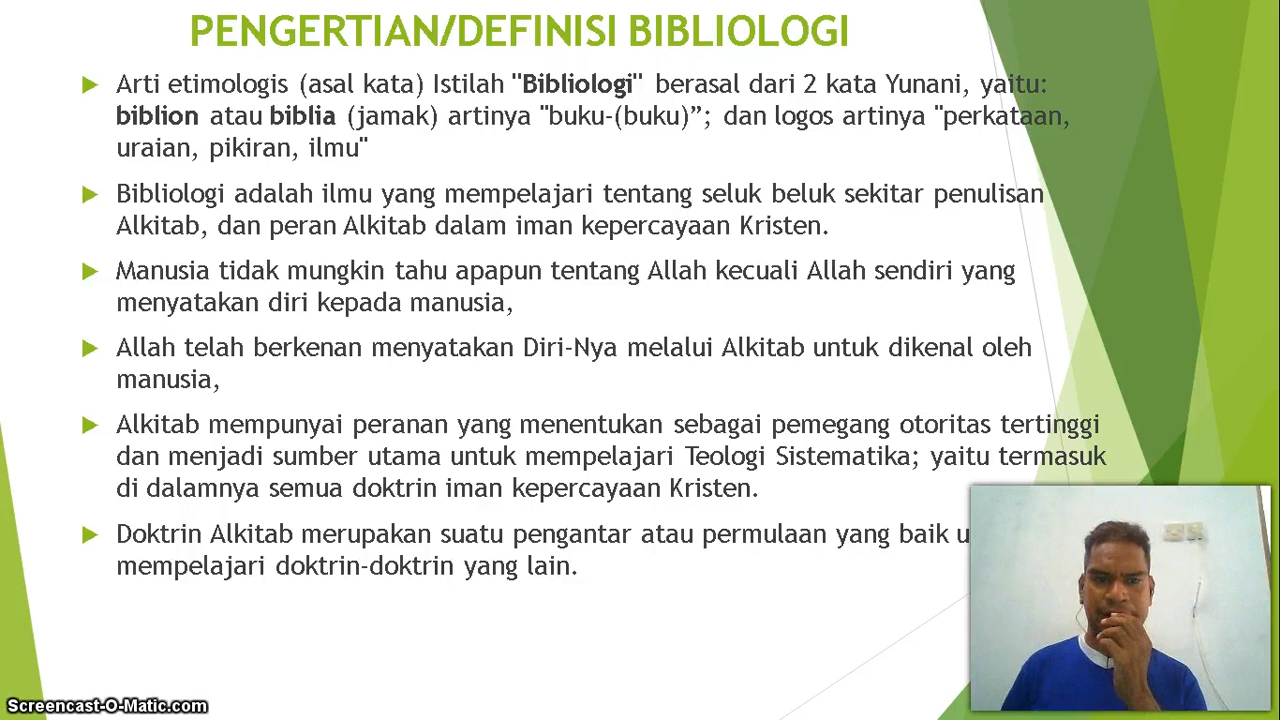 PENGERTIAN/DEFINISI BIBLIOLOGI
Arti etimologis (asal kata) Istilah "Bibliologi" berasal dari 2 kata Yunani, yaitu:
biblion atau biblia (jamak) artinya "buku-(buku)”; dan logos artinya "perkataan,
uraian, pikiran, ilmu"
Bibliologi adalah ilmu yang mempelajari tentang seluk beluk sekitar penulisan
Alkitab, dan peran Alkitab dalam iman kepercayaan Kristen.
Manusia tidak mungkin tahu apapun tentang Allah kecuali Allah sendiri yang
menyatakan diri kepada manusia,
Allah telah berkenan menyatakan Diri-Nya melalui Alkitab untuk dikenal oleh
manusia,
Alkitab mempunyai peranan yang menentukan sebagai pemegang otoritas tertinggi
dan menjadi sumber utama untuk mempelajari Teologi Sistematika; yaitu termasuk
di dalamnya semua doktrin iman kepercayaan Kristen.
Doktrin Alkitab merupakan suatu pengantar atau permulaan yang baik
mempelajari doktrin-doktrin yang lain.
Screencast-O-Matic.com